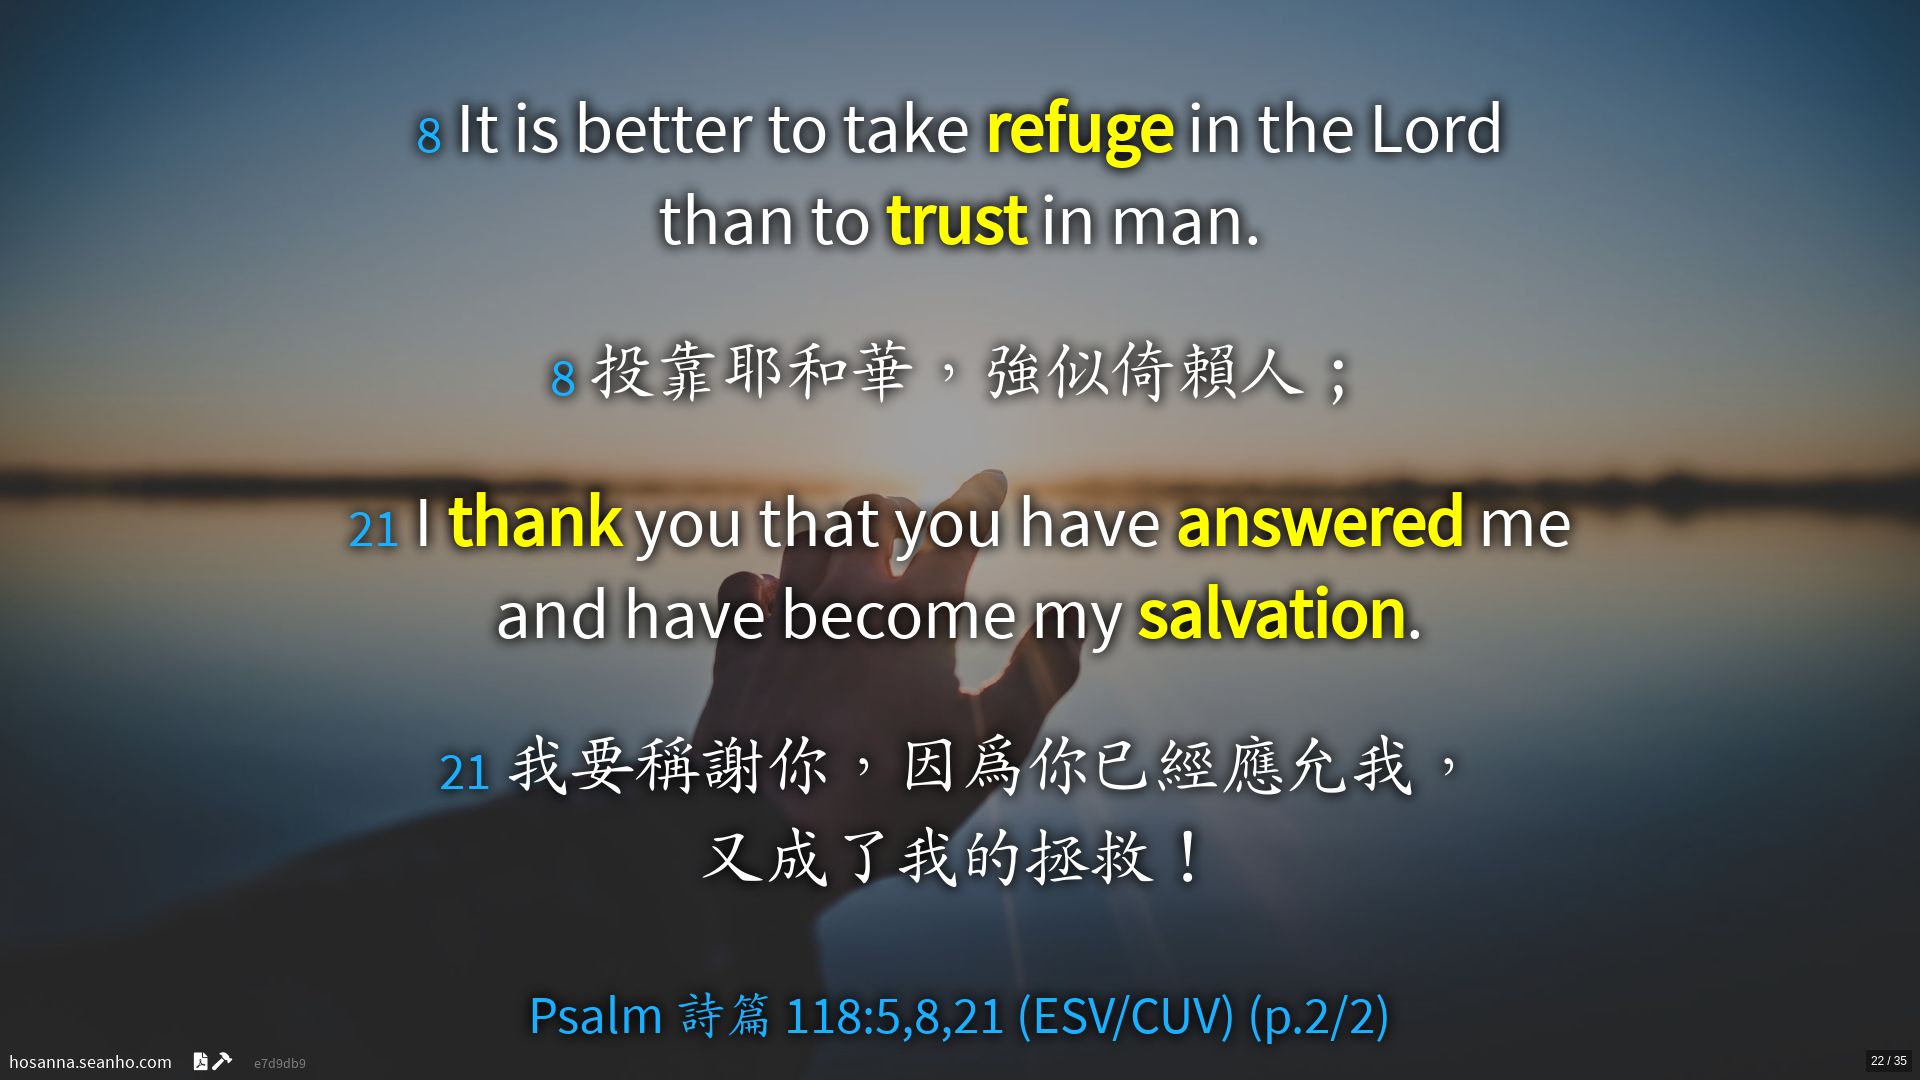 8 It is better to take refuge in the Lord
than to trust in man.
8 投靠耶和華，強似倚賴人；
21 I thank you that you have answered me
and have become my salvation.
21 我要稱謝你，因爲你已經應允我，
又成了我的拯救！
Psalm 詩篇 118:5,8,21 (ESV/CUV) (p.2/2)
hosanna.seanho.com e7d9db9
22 / 35